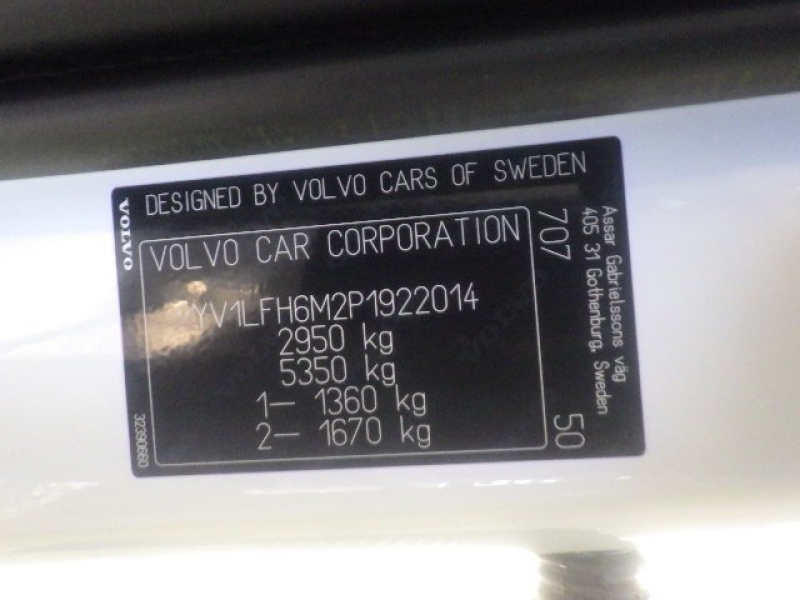 DESIGNED BY VOLVO CARS OF SWEDEN
VOLVO
VOLVO CAR CORPORATION
YV1LFH6M2P1922014
2950 kg
5350 kg
1– 1360 kg
2– 1670 kg
707
50
Assar Gabrielssons väg
405 31 Gothenburg, Sweden
32390660